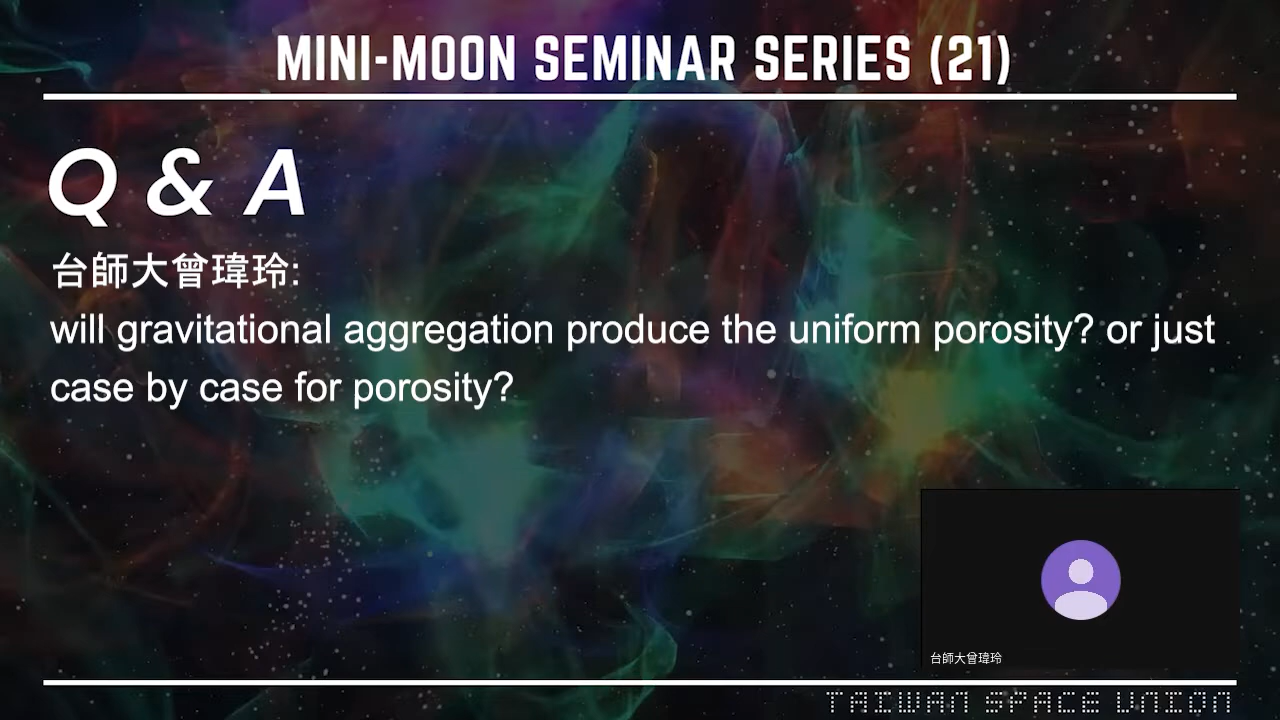 MINI-MOON SEMINAR SERIES (21)
Q & A
台師大曾瑋玲:
will gravitational aggregation produce the uniform porosity? or just
case by case for porosity?
台師大曾瑋玲
TAIWAN SPACE UNION